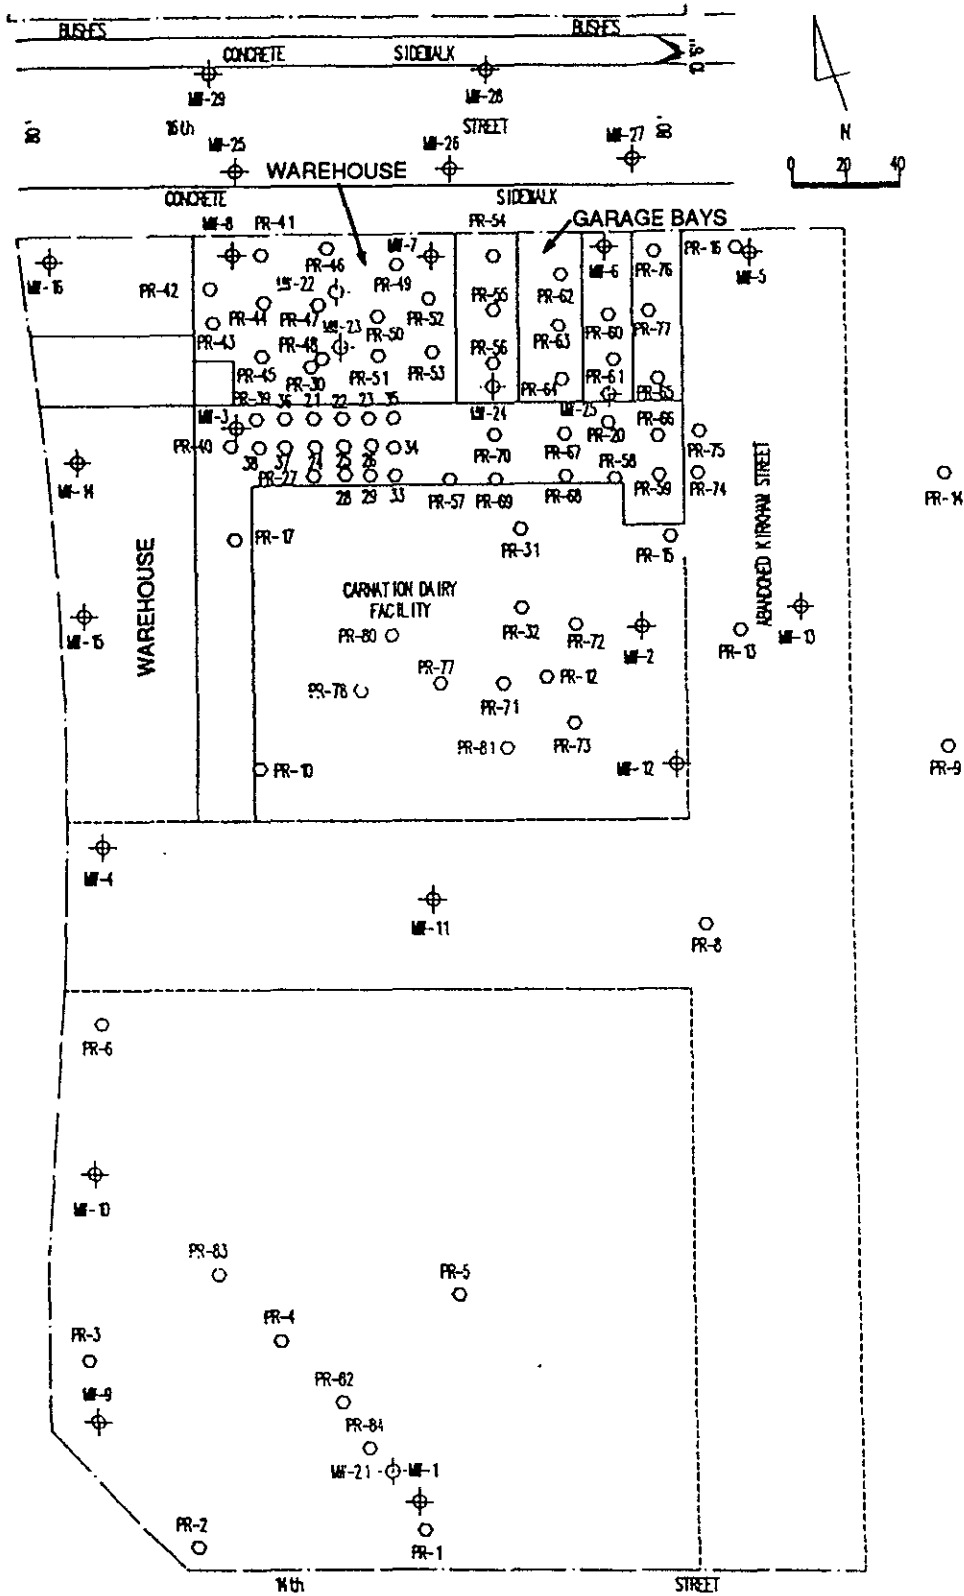 BUSHES BUSHES
CONCRETE SIDEWALK
12.5'
MW-29 MW-28
16th STREET
80' 80'
MW-25 MW-26 MW-27
N
0 20 40
WAREHOUSE
CONCRETE SIDEWALK
GARAGE BAYS
MW-8 PR-41 MW-7 PR-54 PR-16
MW-16 PR-46 MW-6 PR-76 MW-5
PR-42 MW-22 PR-49 PR-55 PR-62
PR-44 PR-47 PR-52 PR-60 PR-77
PR-43 MW-23 PR-50 PR-56 PR-63
PR-48 PR-45 PR-30 PR-51 PR-53 PR-64 PR-61 PR-65
PR-39 36 21 22 23 35 MW-24 MW-25 PR-66
MW-3 PR-20
PR-40 38 37 24 25 26 34 PR-70 PR-67 PR-58 PR-75
MW-14 PR-27 28 29 33 PR-57 PR-69 PR-68 PR-59 PR-74 PR-14
PR-17 PR-31 PR-15
ABANDONED KIRKHAM STREET
CARNATION DAIRY
FACILITY
WAREHOUSE
MW-15 PR-80 PR-32 PR-72 MW-2 PR-13 MW-13
PR-78 PR-77 PR-71 PR-12
PR-81 PR-73
PR-10 MW-12 PR-9
MW-4
MW-11 PR-8
PR-6
MW-10
PR-83 PR-5
PR-4
PR-3
PR-82
MW-9
PR-84
MW-21 MW-1
PR-2 PR-1
14th STREET